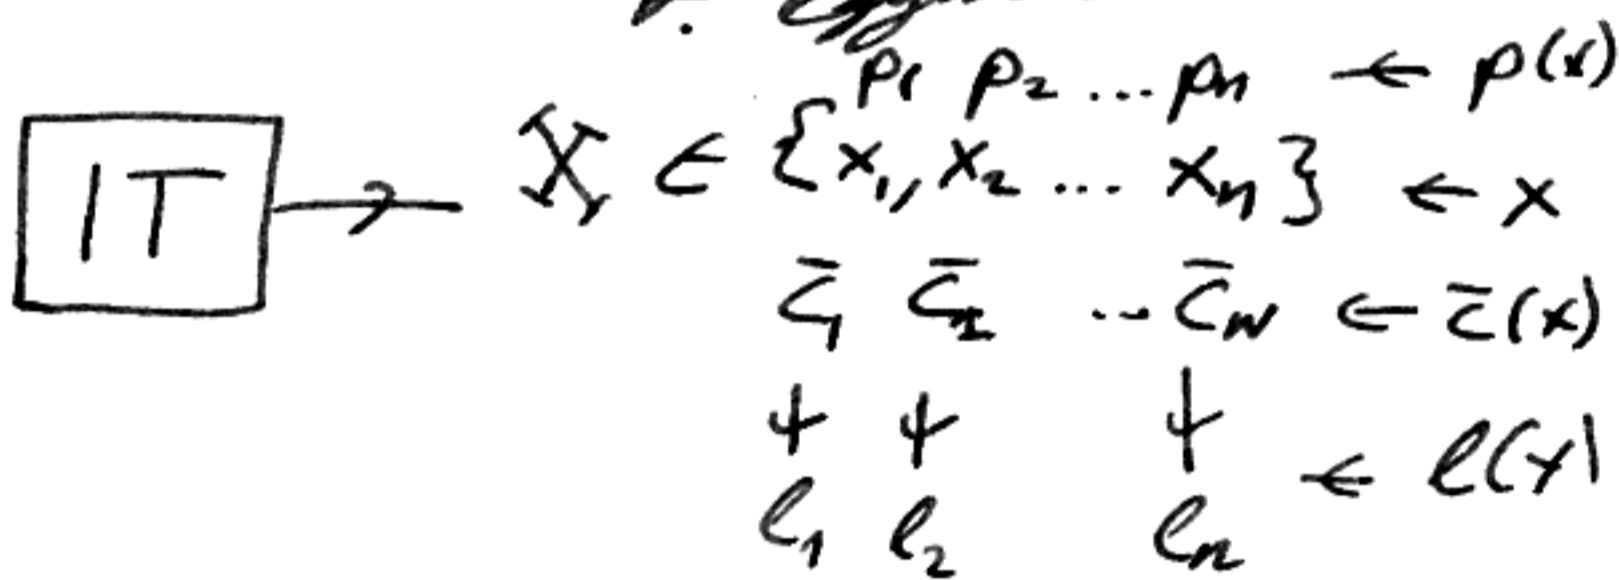 p₁ p₂ ... pₙ ← p(x)
IT → X ∈ {x₁, x₂ ... xₙ} ← x
c̄₁ c̄₂ ... c̄ₙ ← c̄(x)
↓ ↓ ↓
l₁ l₂ lₙ ← l(x)